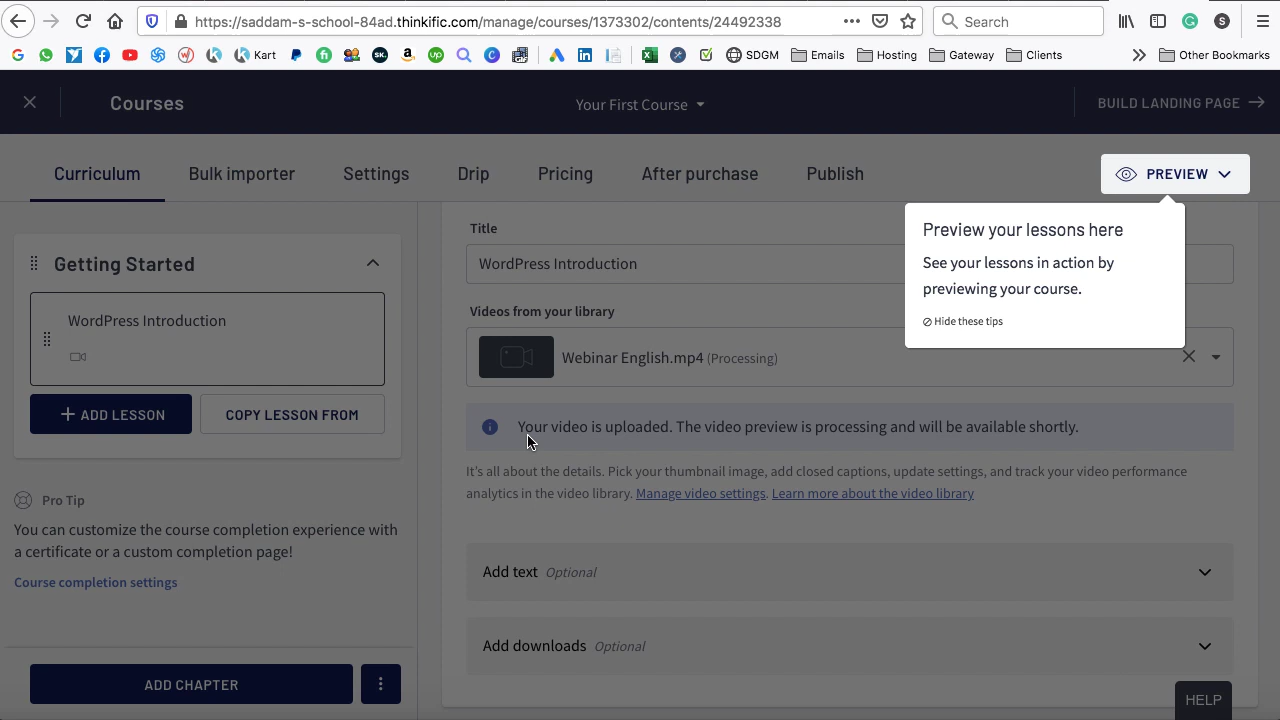 https://saddam-s-school-84ad.thinkific.com/manage/courses/1373302/contents/24492338
Search
S
Kart
SDGM
Emails
Hosting
Gateway
Clients
Other Bookmarks
Courses
Your First Course
BUILD LANDING PAGE
Curriculum
Bulk importer
Settings
Drip
Pricing
After purchase
Publish
PREVIEW
Preview your lessons here
See your lessons in action by
previewing your course.
Hide these tips
Getting Started
WordPress Introduction
ADD LESSON
COPY LESSON FROM
Pro Tip
You can customize the course completion experience with
a certificate or a custom completion page!
Course completion settings
ADD CHAPTER
Title
WordPress Introduction
Videos from your library
Webinar English.mp4 (Processing)
Your video is uploaded. The video preview is processing and will be available shortly.
It's all about the details. Pick your thumbnail image, add closed captions, update settings, and track your video performance
analytics in the video library. Manage video settings. Learn more about the video library
Add text Optional
Add downloads Optional
HELP